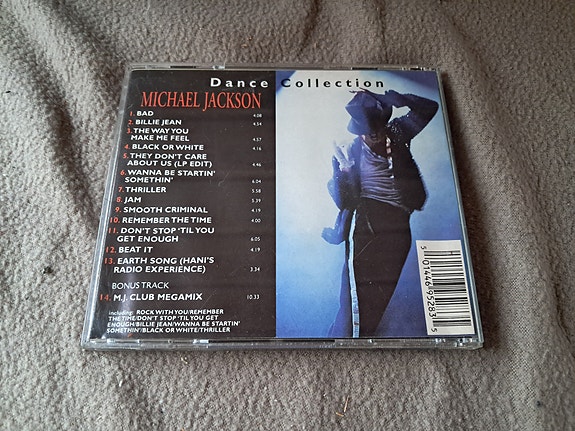 Dance Collection
MICHAEL JACKSON
1. BAD 4.08
2. BILLIE JEAN 4.54
3. THE WAY YOU
MAKE ME FEEL 4.57
4. BLACK OR WHITE 4.16
5. THEY DON'T CARE
ABOUT US (LP EDIT) 4.46
6. WANNA BE STARTIN'
SOMETHIN' 6.04
7. THRILLER 5.58
8. JAM 5.39
9. SMOOTH CRIMINAL 4.19
10. REMEMBER THE TIME 4.00
11. DON'T STOP 'TIL YOU
GET ENOUGH 6.05
12. BEAT IT 4.19
13. EARTH SONG (HANI'S
RADIO EXPERIENCE) 3.34
BONUS TRACK
14. M.J. CLUB MEGAMIX 10.33
including: ROCK WITH YOU/REMEMBER
THE TIME/DON'T STOP 'TIL YOU GET
ENOUGH/BILLIE JEAN/WANNA BE STARTIN'
SOMETHIN'/BLACK OR WHITE/THRILLER
5 101446 95283 5